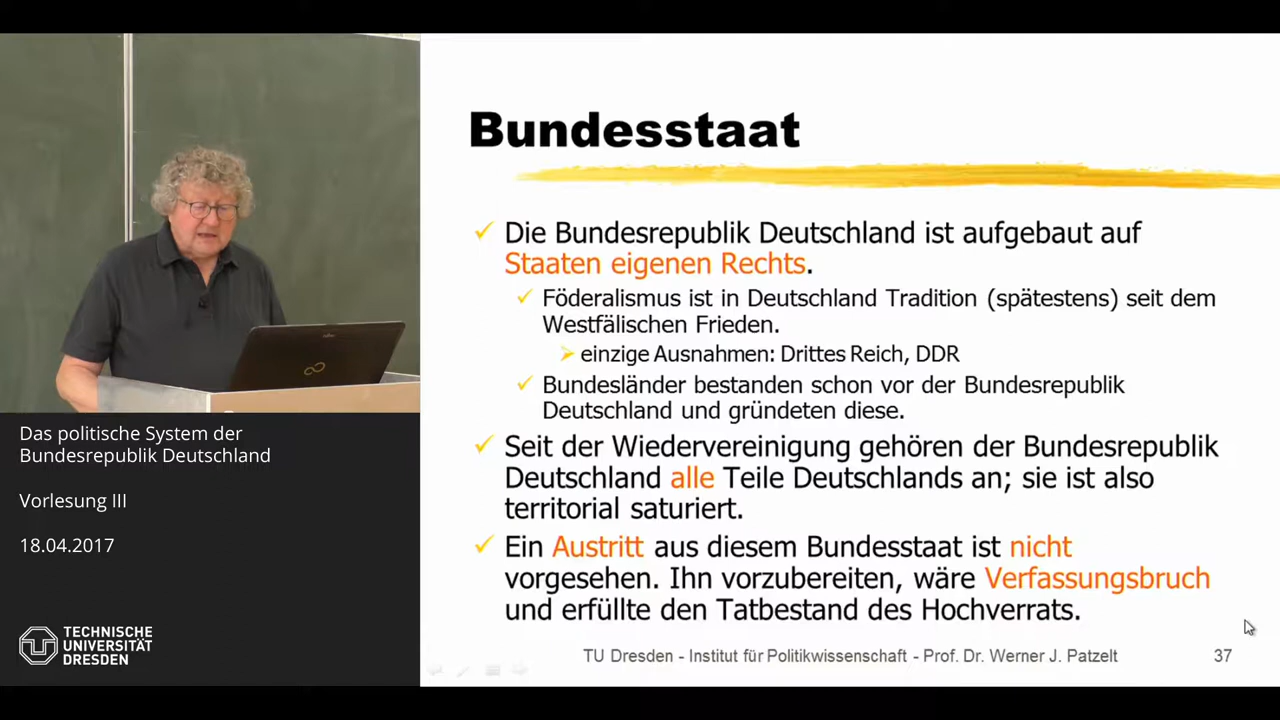 Bundesstaat
Die Bundesrepublik Deutschland ist aufgebaut auf
Staaten eigenen Rechts.
Föderalismus ist in Deutschland Tradition (spätestens) seit dem
Westfälischen Frieden.
einzige Ausnahmen: Drittes Reich, DDR
Bundesländer bestanden schon vor der Bundesrepublik
Deutschland und gründeten diese.
Seit der Wiedervereinigung gehören der Bundesrepublik
Deutschland alle Teile Deutschlands an; sie ist also
territorial saturiert.
Ein Austritt aus diesem Bundesstaat ist nicht
vorgesehen. Ihn vorzubereiten, wäre Verfassungsbruch
und erfüllte den Tatbestand des Hochverrats.
TU Dresden - Institut für Politikwissenschaft - Prof. Dr. Werner J. Patzelt 37
Das politische System der
Bundesrepublik Deutschland
Vorlesung III
18.04.2017
TECHNISCHE
UNIVERSITÄT
DRESDEN